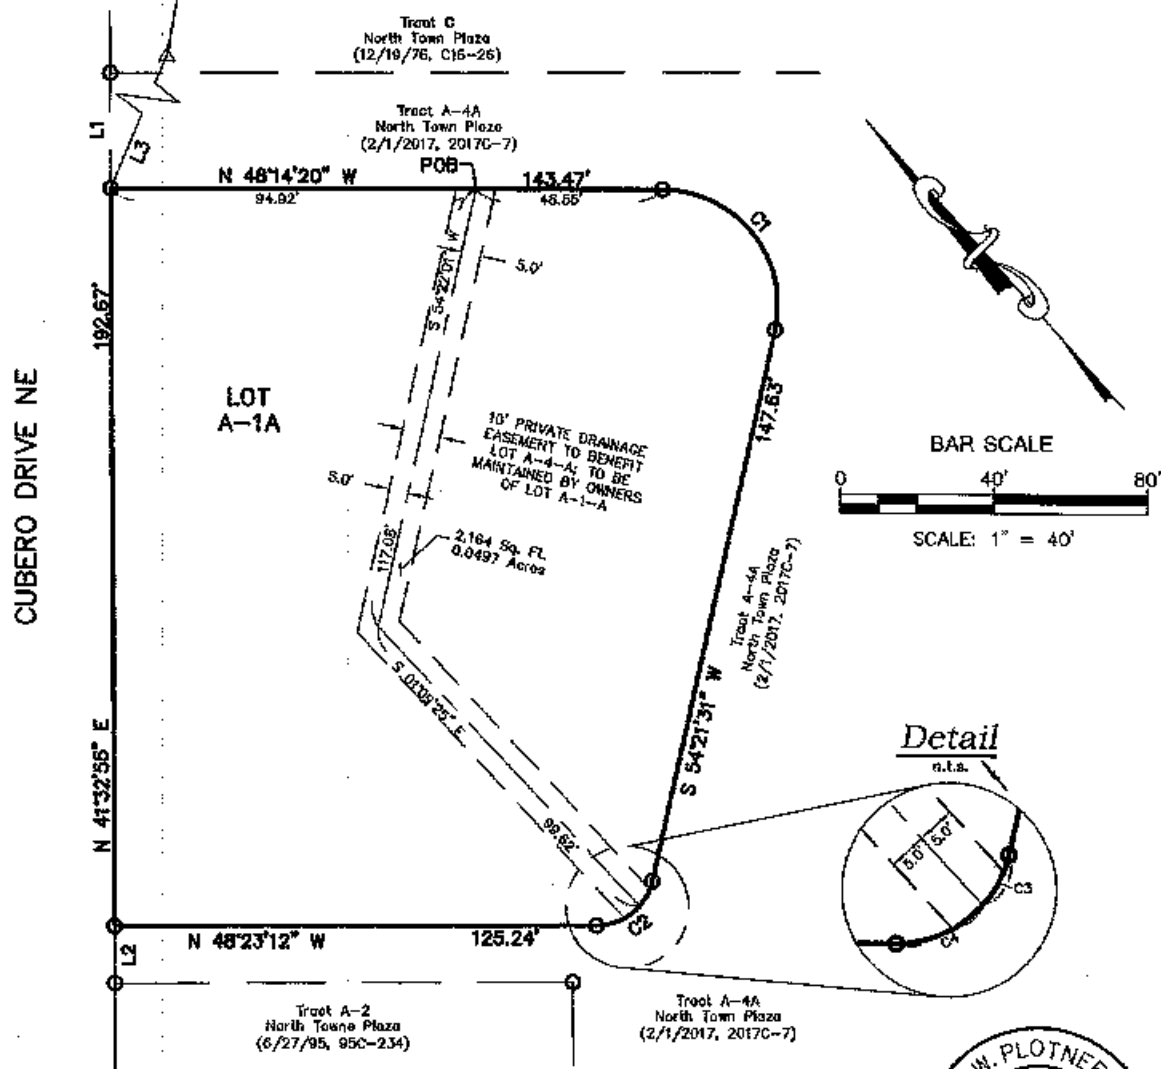 Tract C
North Town Plaza
(12/19/76, C16-26)
Tract A-4A
North Town Plaza
(2/1/2017, 2017C-7)
POB
L1
L3
N 48°14'20" W
143.47'
94.92'
48.55'
C1
S 54°22'01" W
5.0'
192.67'
CUBERO DRIVE NE
LOT
A-1A
10' PRIVATE DRAINAGE
EASEMENT TO BENEFIT
LOT A-4-A; TO BE
MAINTAINED BY OWNERS
OF LOT A-1-A
5.0'
117.08'
2,164 Sq. Ft.
0.0497 Acres
147.63'
BAR SCALE
0 40' 80'
SCALE: 1" = 40'
Tract A-4A
North Town Plaza
(2/1/2017, 2017C-7)
S 54°21'31" W
S 01°09'25" E
99.62'
N 41°32'56" E
Detail
n.t.s.
5.0' 5.0'
C3
C4
C2
N 48°23'12" W
125.24'
L2
Tract A-2
North Towne Plaza
(6/27/95, 95C-234)
Tract A-4A
North Town Plaza
(2/1/2017, 2017C-7)
W. PLOTNER